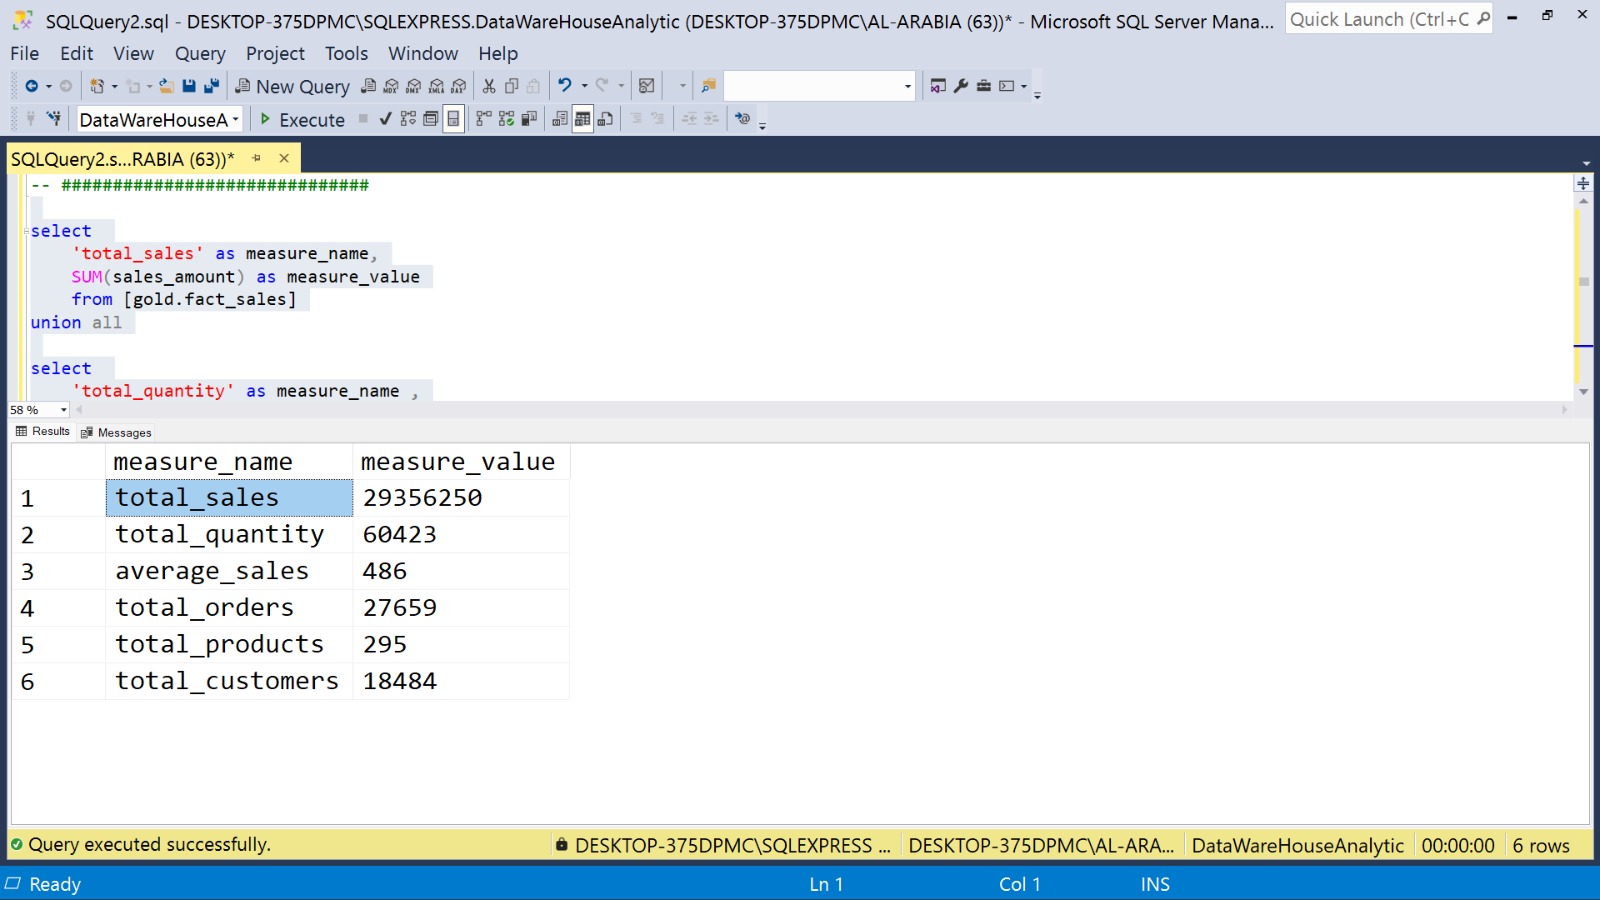 SQLQuery2.sql - DESKTOP-375DPMC\SQLEXPRESS.DataWareHouseAnalytic (DESKTOP-375DPMC\AL-ARABIA (63))* - Microsoft SQL Server Mana...
Quick Launch (Ctrl+C
File Edit View Query Project Tools Window Help
New Query
DataWareHouseA
Execute
SQLQuery2.s...RABIA (63))*
-- ##############################
select
'total_sales' as measure_name,
SUM(sales_amount) as measure_value
from [gold.fact_sales]
union all
select
'total_quantity' as measure_name ,
58 %
Results Messages
measure_name measure_value
1 total_sales 29356250
2 total_quantity 60423
3 average_sales 486
4 total_orders 27659
5 total_products 295
6 total_customers 18484
Query executed successfully. DESKTOP-375DPMC\SQLEXPRESS ... DESKTOP-375DPMC\AL-ARA... DataWareHouseAnalytic 00:00:00 6 rows
Ready Ln 1 Col 1 INS